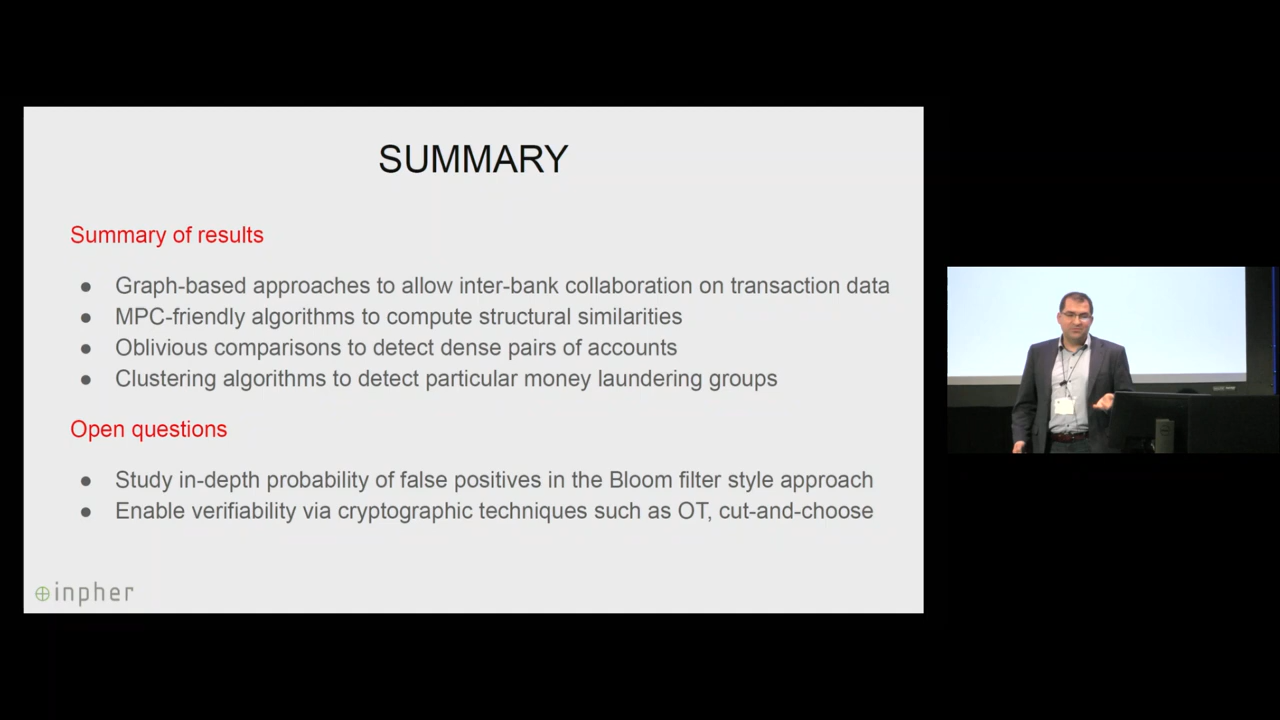 SUMMARY
Summary of results
● Graph-based approaches to allow inter-bank collaboration on transaction data
● MPC-friendly algorithms to compute structural similarities
● Oblivious comparisons to detect dense pairs of accounts
● Clustering algorithms to detect particular money laundering groups
Open questions
● Study in-depth probability of false positives in the Bloom filter style approach
● Enable verifiability via cryptographic techniques such as OT, cut-and-choose
inpher